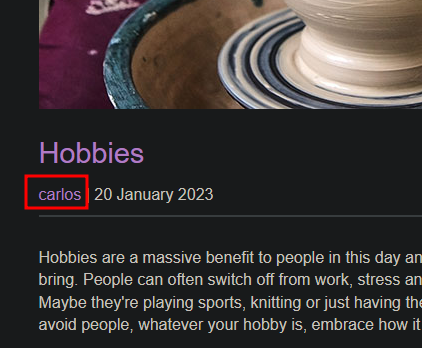 Hobbies
carlos | 20 January 2023
Hobbies are a massive benefit to people in this day an
bring. People can often switch off from work, stress an
Maybe they're playing sports, knitting or just having the
avoid people, whatever your hobby is, embrace how it